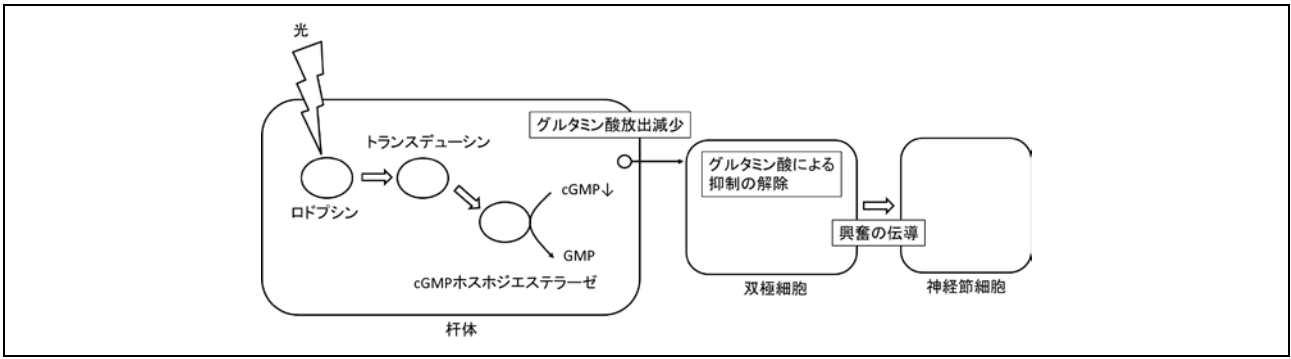 光
グルタミン酸放出減少
トランスデューシン
グルタミン酸による
抑制の解除
cGMP↓
ロドプシン
興奮の伝導
GMP
cGMPホスホジエステラーゼ
双極細胞
神経節細胞
杆体